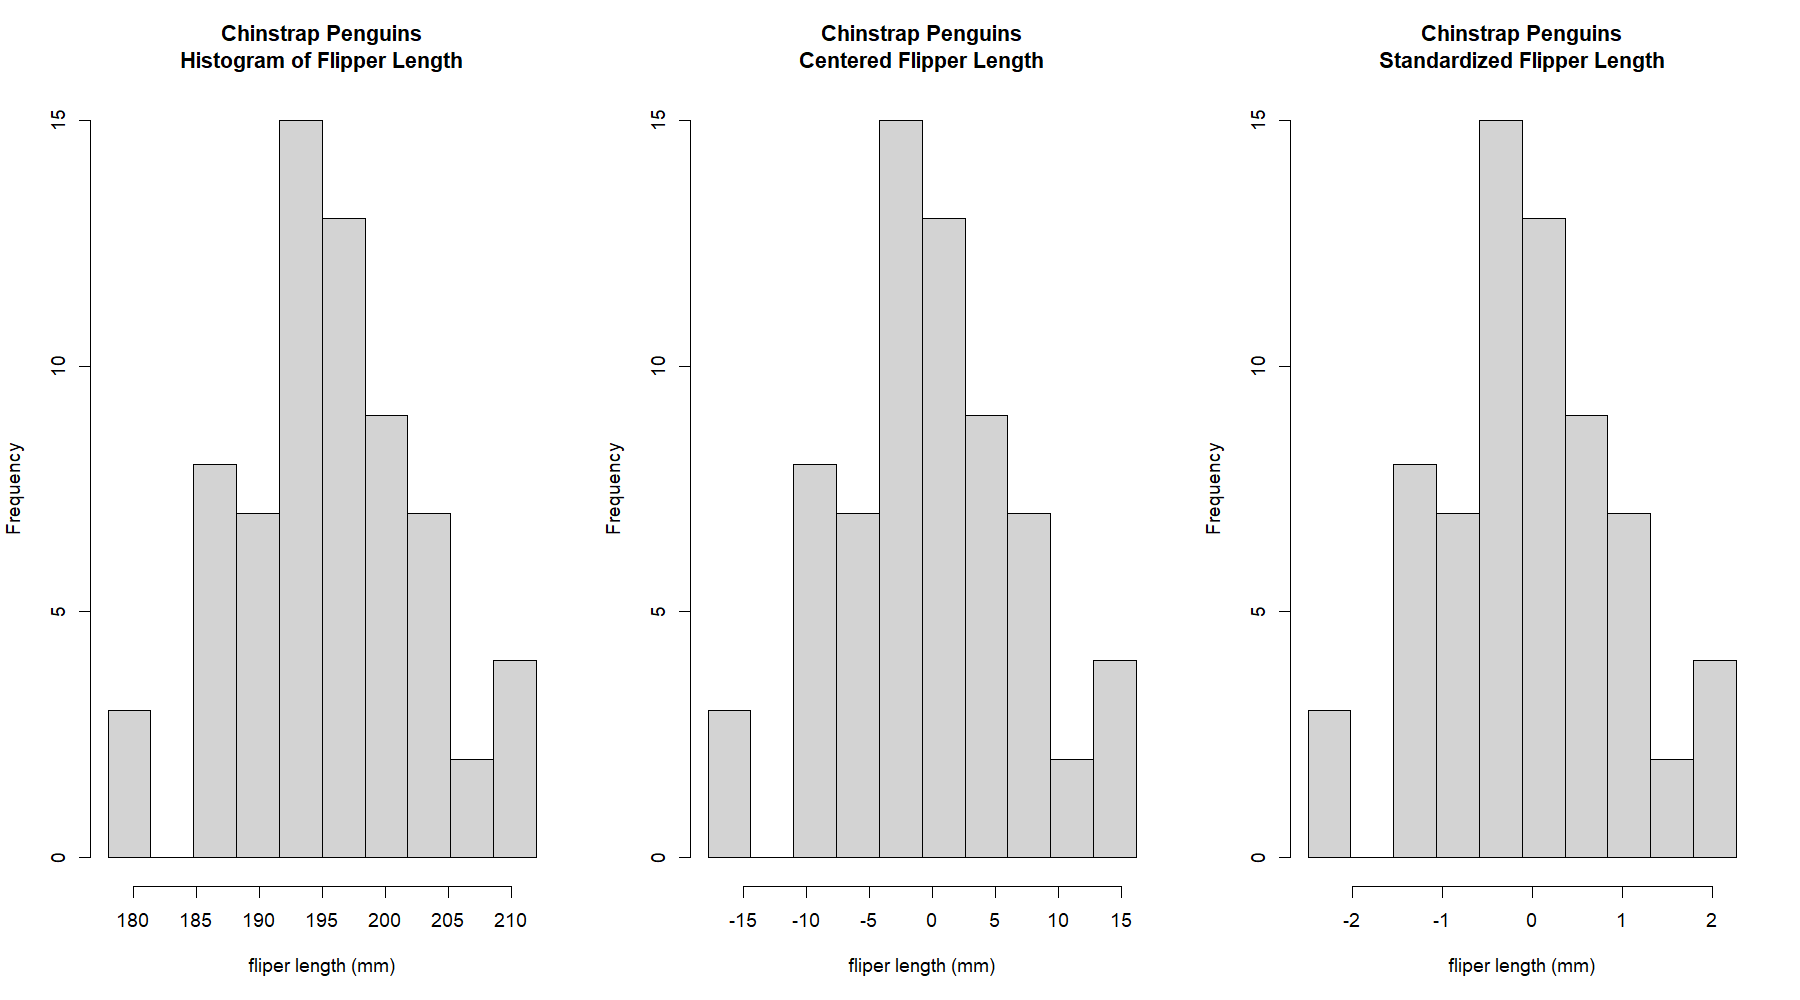 Chinstrap Penguins
Histogram of Flipper Length
Frequency
15
10
5
0
180 185 190 195 200 205 210
fliper length (mm)
Chinstrap Penguins
Centered Flipper Length
Frequency
15
10
5
0
-15 -10 -5 0 5 10 15
fliper length (mm)
Chinstrap Penguins
Standardized Flipper Length
Frequency
15
10
5
0
-2 -1 0 1 2
fliper length (mm)